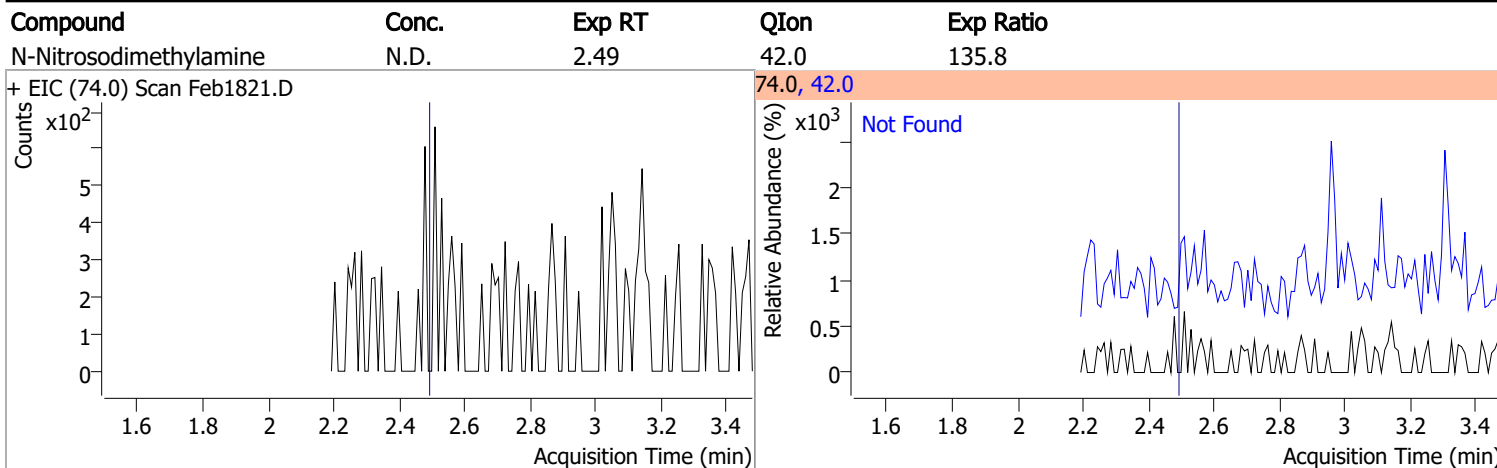 Compound Conc. Exp RT QIon Exp Ratio
N-Nitrosodimethylamine N.D. 2.49 42.0 135.8
+ EIC (74.0) Scan Feb1821.D
Counts
x10²
5
4
3
2
1
0
1.6 1.8 2 2.2 2.4 2.6 2.8 3 3.2 3.4
Acquisition Time (min)
74.0, 42.0
Relative Abundance (%)
x10³
Not Found
2
1.5
1
0.5
0
1.6 1.8 2 2.2 2.4 2.6 2.8 3 3.2 3.4
Acquisition Time (min)